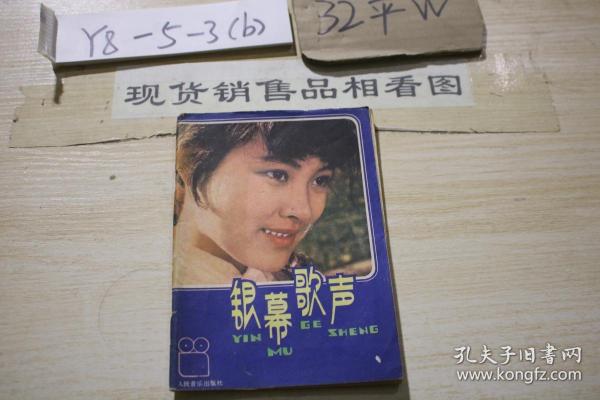 Y8-5-3(b)
32平W
现货销售品相看图
银幕歌声
YIN MU GE SHENG
人民音乐出版社
孔夫子旧书网
www.kongfz.com